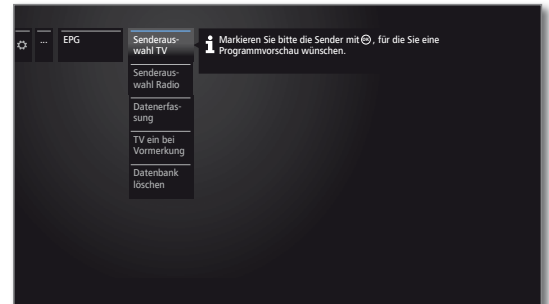 ...
EPG
Senderaus-
wahl TV
Senderaus-
wahl Radio
Datenerfas-
sung
TV ein bei
Vormerkung
Datenbank
löschen
Markieren Sie bitte die Sender mit OK, für die Sie eine
Programmvorschau wünschen.